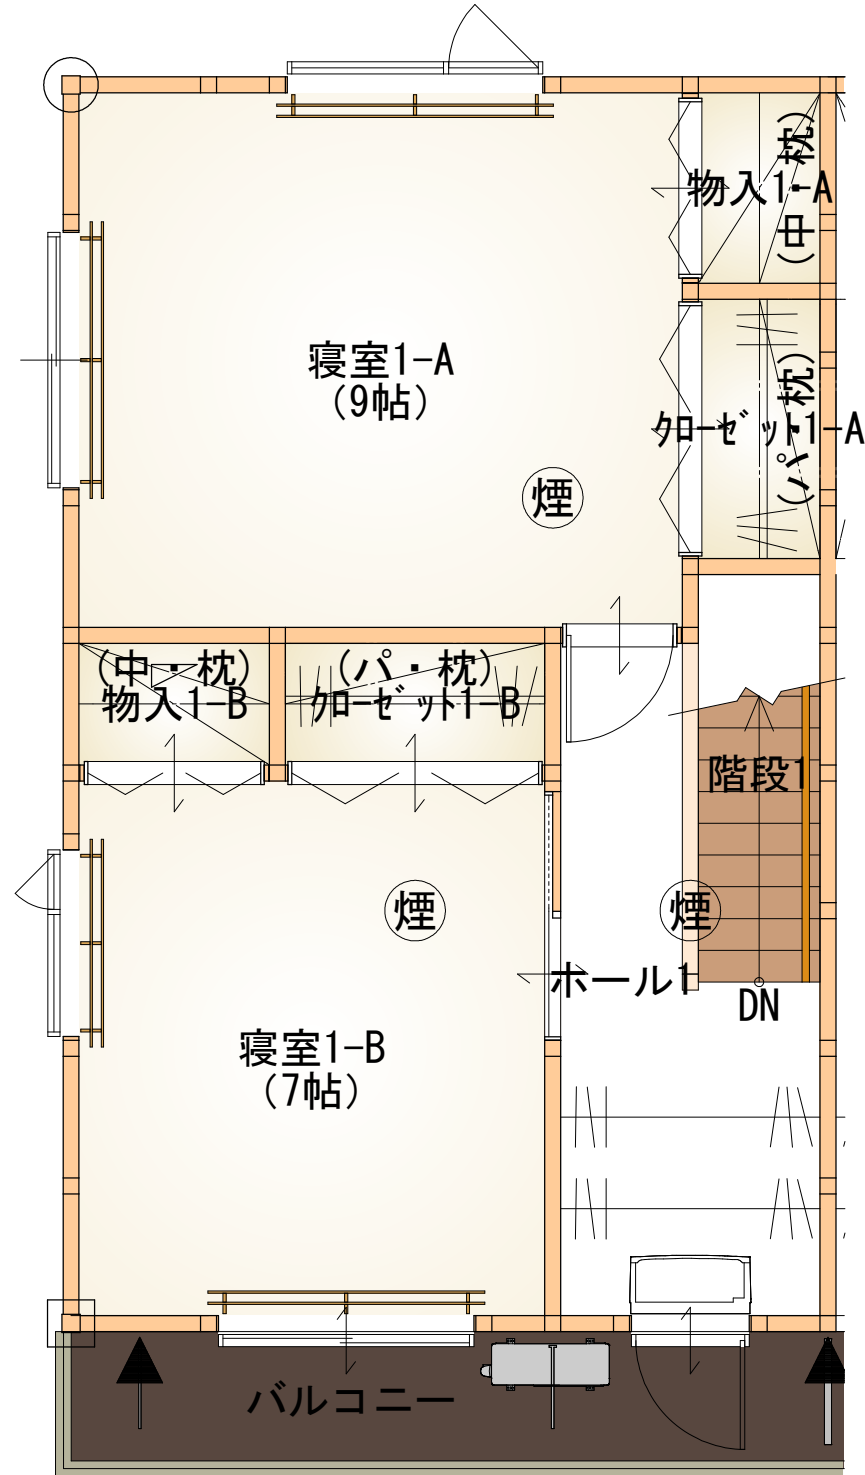 物入1-A
(中・枕)
寝室1-A
(9帖)
クローゼット1-A
(パ・枕)
煙
(中・枕)
物入1-B
(パ・枕)
クローゼット1-B
階段1
煙
煙
ホール1
DN
寝室1-B
(7帖)
バルコニー